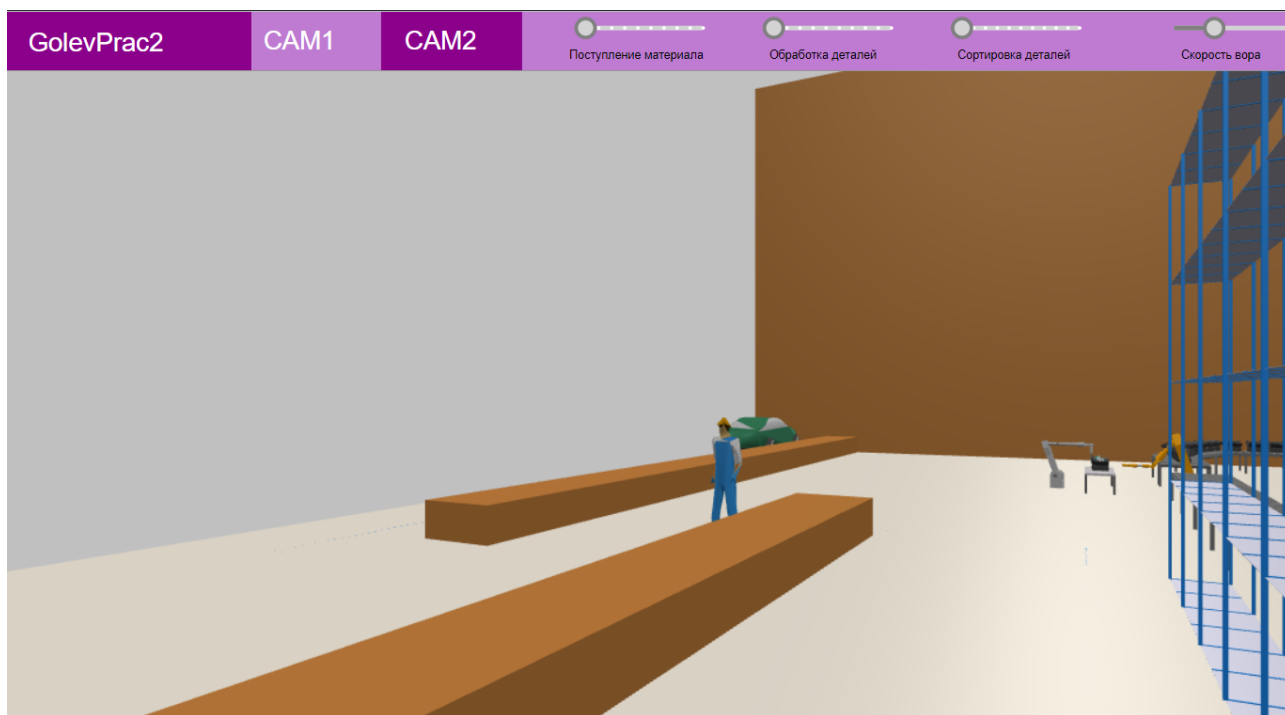 GolevPrac2
CAM1
CAM2
Поступление материала
Обработка деталей
Сортировка деталей
Скорость вора